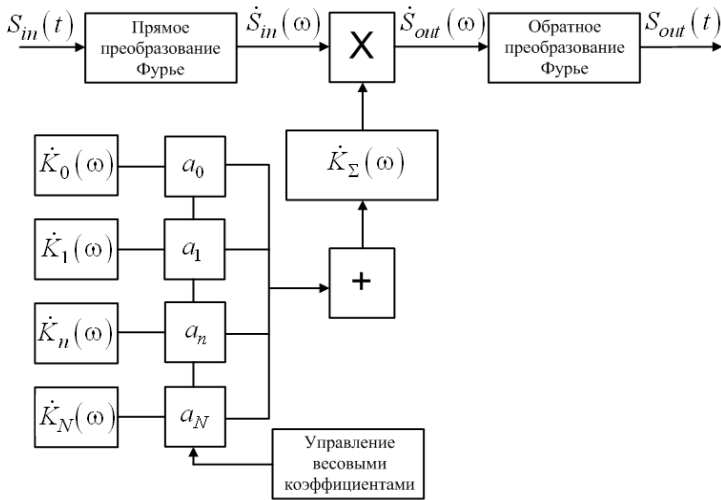 S_in(t)
Прямое
преобразование
Фурье
Ṡ_in(ω)
X
Ṡ_out(ω)
Обратное
преобразование
Фурье
S_out(t)
K̇_0(ω)
a_0
K̇_Σ(ω)
K̇_1(ω)
a_1
+
K̇_n(ω)
a_n
K̇_N(ω)
a_N
Управление
весовыми
коэффициентами